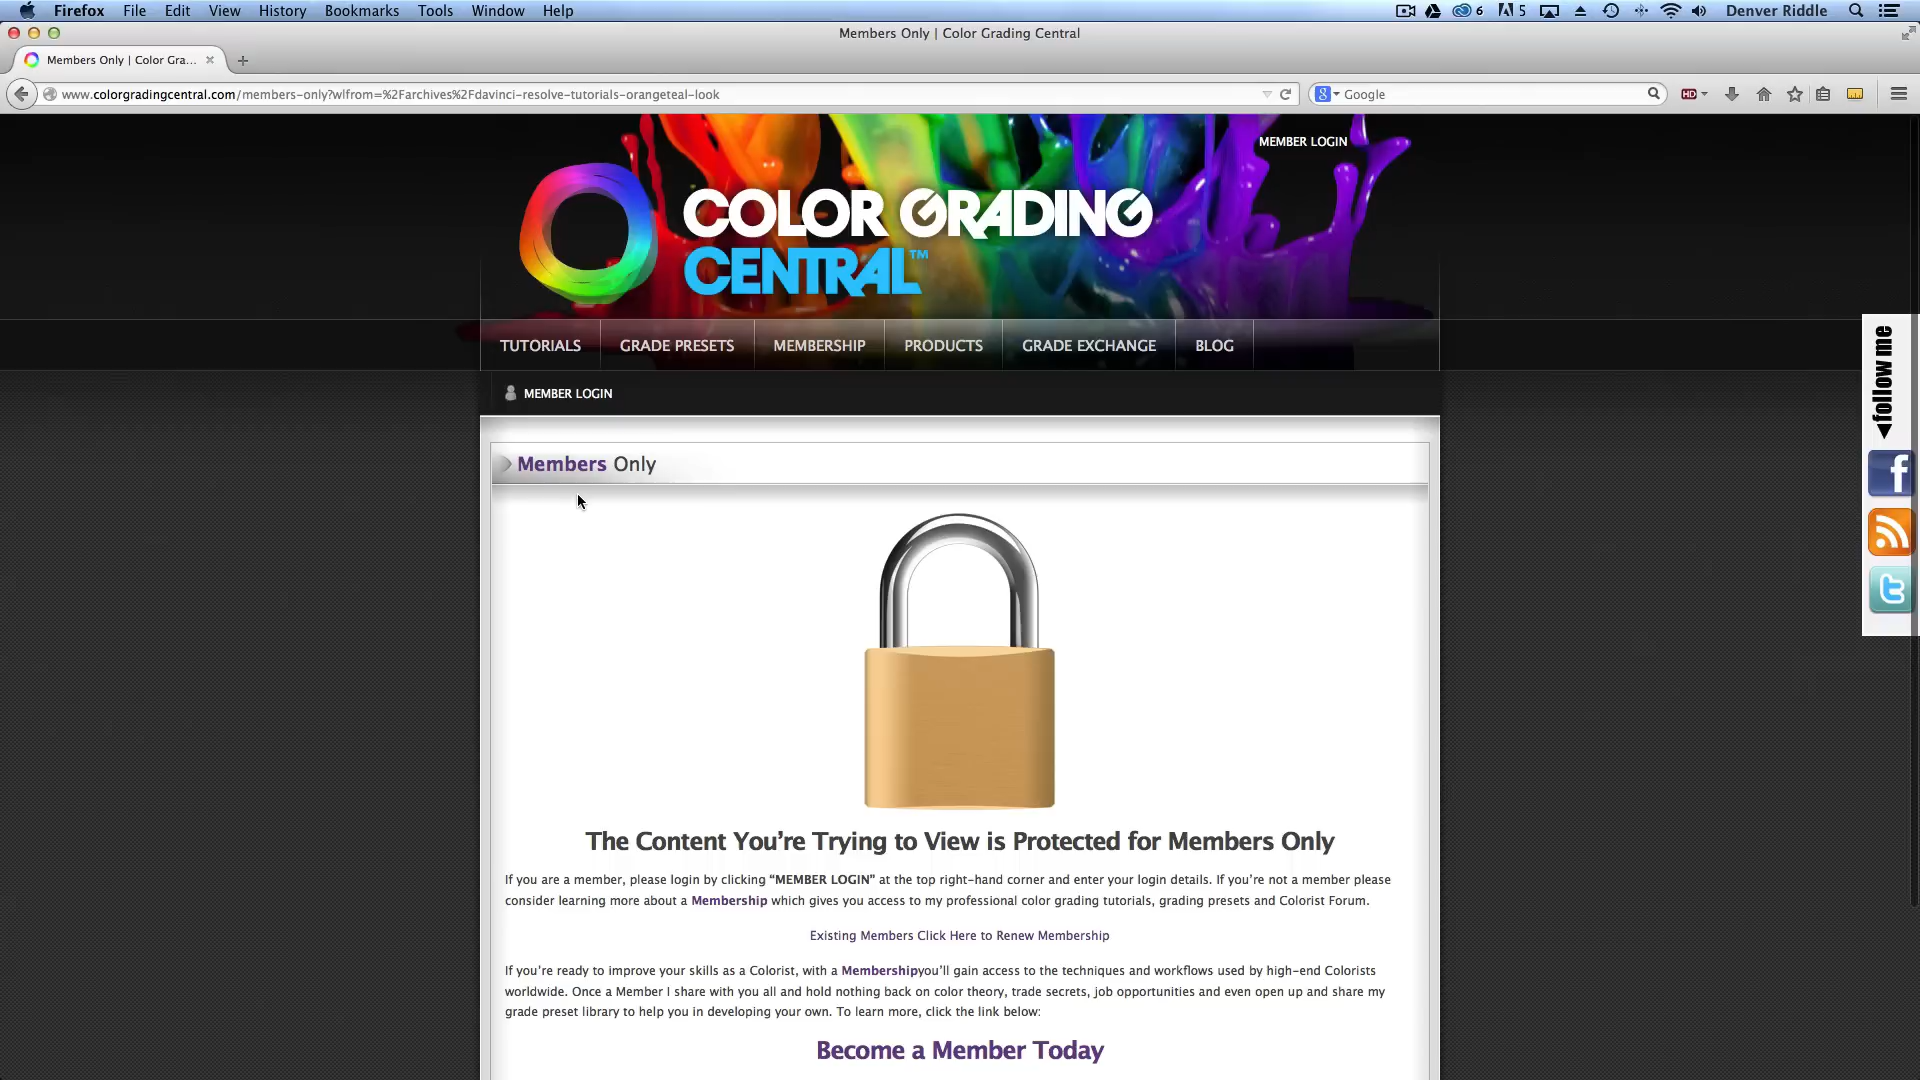 Firefox File Edit View History Bookmarks Tools Window Help 6 5 Denver Riddle
Members Only | Color Grading Central
Members Only | Color Gra...
www.colorgradingcentral.com/members-only?wlfrom=%2Farchives%2Fdavinci-resolve-tutorials-orangeteal-look Google HD
MEMBER LOGIN
COLOR GRADING
CENTRAL™
TUTORIALS GRADE PRESETS MEMBERSHIP PRODUCTS GRADE EXCHANGE BLOG
follow me
MEMBER LOGIN
Members Only
The Content You’re Trying to View is Protected for Members Only
If you are a member, please login by clicking “MEMBER LOGIN” at the top right-hand corner and enter your login details. If you’re not a member please
consider learning more about a Membership which gives you access to my professional color grading tutorials, grading presets and Colorist Forum.
Existing Members Click Here to Renew Membership
If you’re ready to improve your skills as a Colorist, with a Membershipyou’ll gain access to the techniques and workflows used by high-end Colorists
worldwide. Once a Member I share with you all and hold nothing back on color theory, trade secrets, job opportunities and even open up and share my
grade preset library to help you in developing your own. To learn more, click the link below:
Become a Member Today